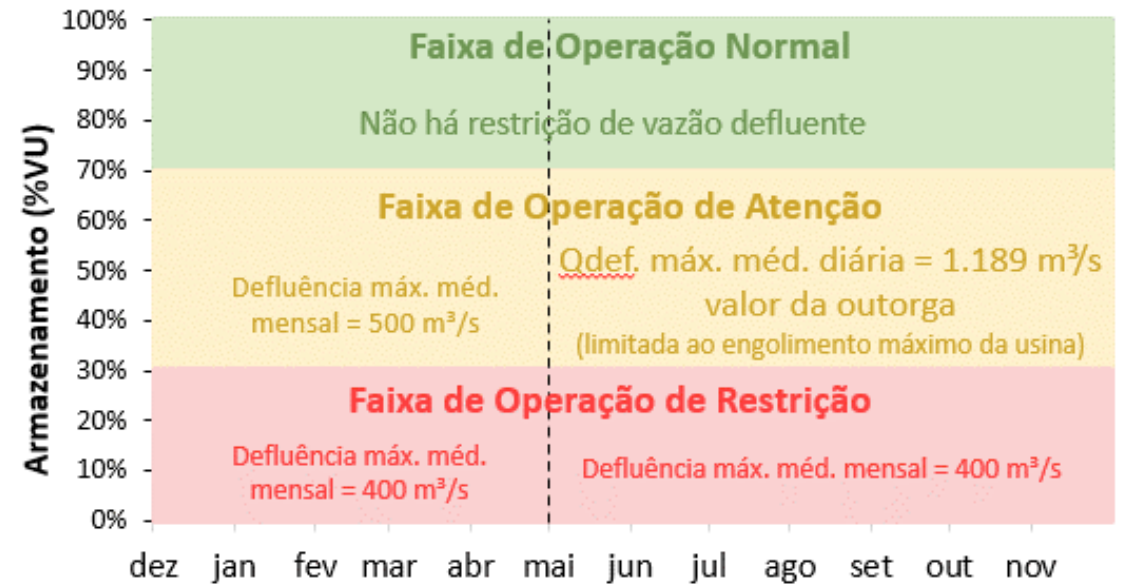 100%
90%
80%
70%
60%
50%
40%
30%
20%
10%
0%
Armazenamento (%VU)
Faixa de Operação Normal
Não há restrição de vazão defluente
Faixa de Operação de Atenção
Defluência máx. méd.
mensal = 500 m³/s
Qdef. máx. méd. diária = 1.189 m³/s
valor da outorga
(limitada ao engolimento máximo da usina)
Faixa de Operação de Restrição
Defluência máx. méd.
mensal = 400 m³/s
Defluência máx. méd. mensal = 400 m³/s
dez jan fev mar abr mai jun jul ago set out nov